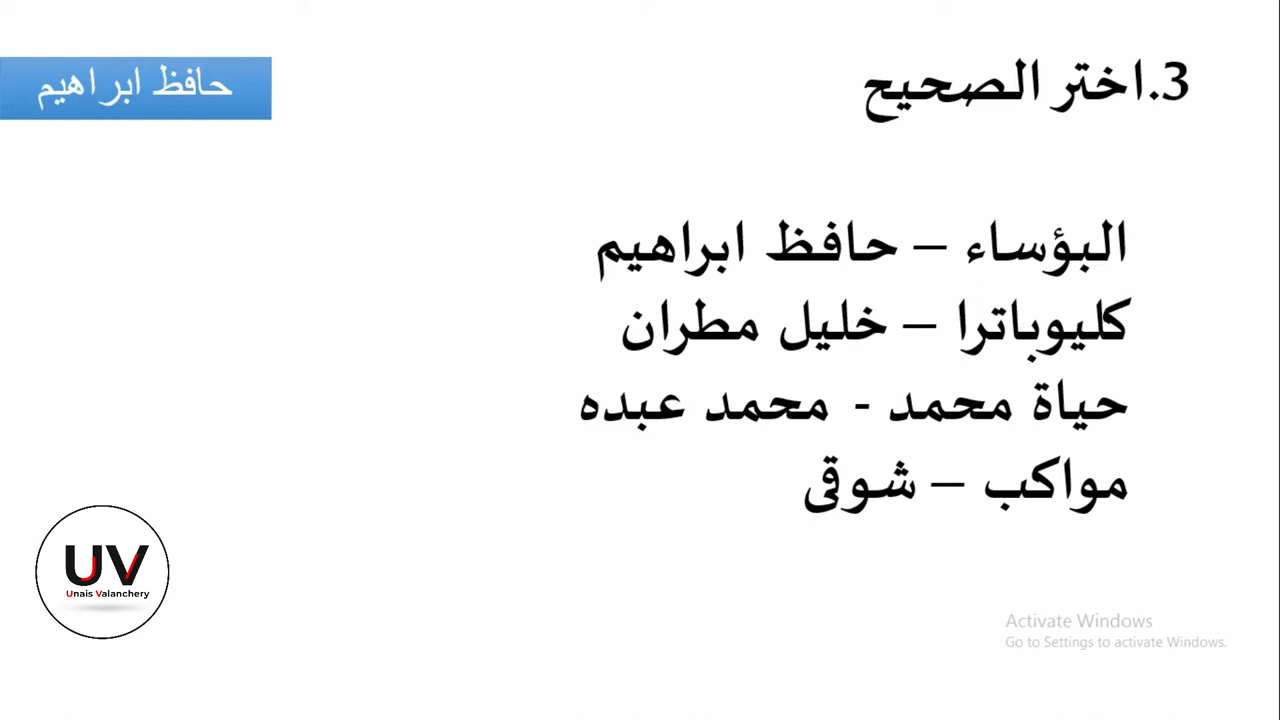 حافظ ابراهيم
3.اختر الصحيح
البؤساء – حافظ ابراهيم
كليوباترا – خليل مطران
حياة محمد - محمد عبده
مواكب – شوقى
UV
Unais Valanchery
Activate Windows
Go to Settings to activate Windows.